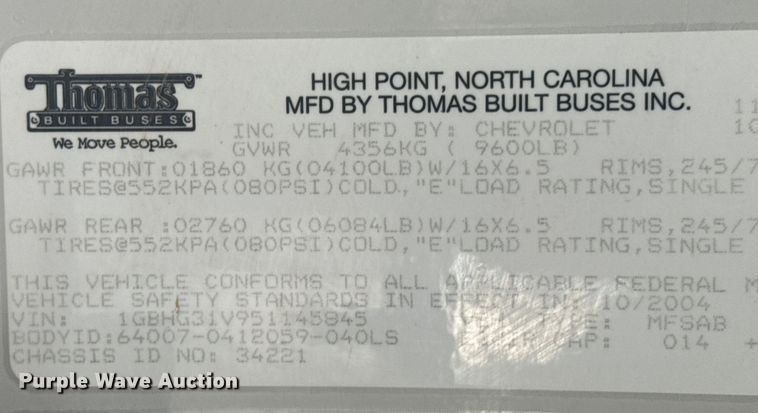 Thomas™
BUILT BUSES
We Move People.
HIGH POINT, NORTH CAROLINA
MFD BY THOMAS BUILT BUSES INC.
11
INC VEH MFD BY: CHEVROLET
GVWR 4356KG ( 9600LB)
GAWR FRONT:01860 KG(04100LB)W/16X6.5 RIMS,245/7
TIRES@552KPA(080PSI)COLD,"E"LOAD RATING,SINGLE
GAWR REAR :02760 KG(06084LB)W/16X6.5 RIMS,245/7
TIRES@552KPA(080PSI)COLD,"E"LOAD RATING,SINGLE
THIS VEHICLE CONFORMS TO ALL APPLICABLE FEDERAL M
VEHICLE SAFETY STANDARDS IN EFFECT IN: 10/2004
VIN: 1GBHG31V951145845 TYPE: MFSAB
BODYID:64007-0412059-040LS CAP: 014 +
CHASSIS ID NO: 34221
Purple Wave Auction